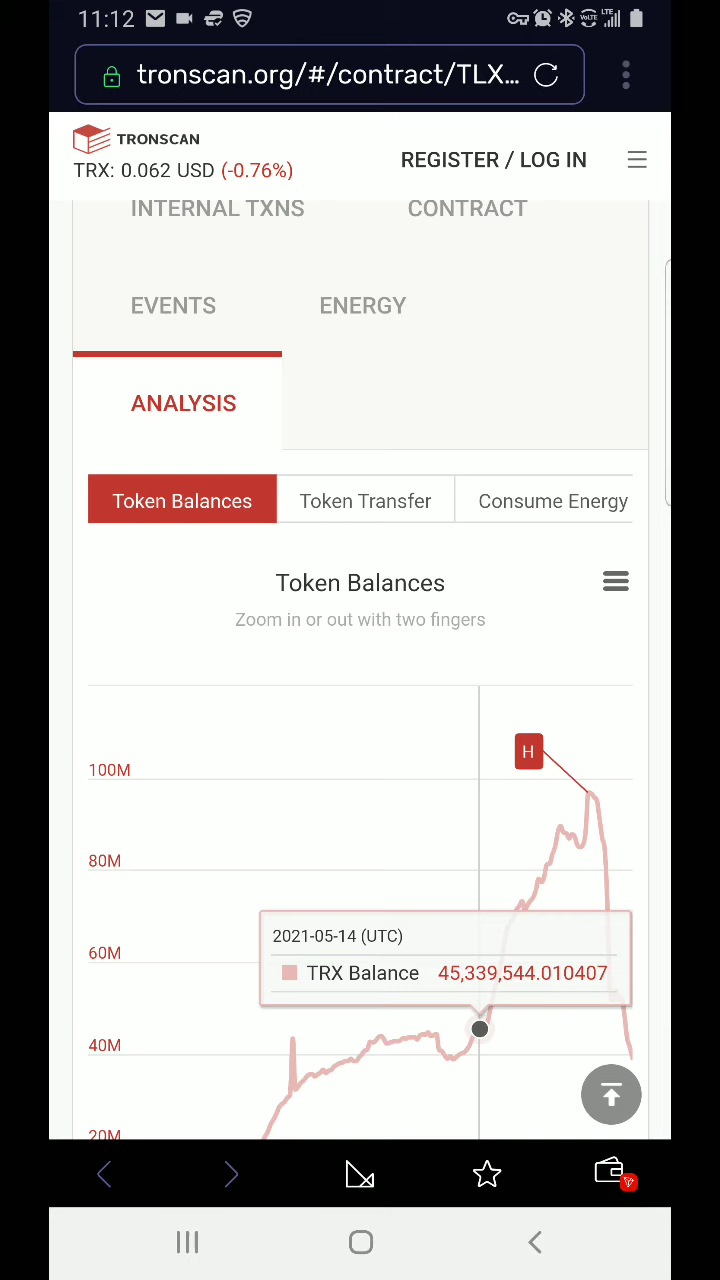 11:12
VoLTE LTE
tronscan.org/#/contract/TLX...
TRONSCAN
TRX: 0.062 USD (-0.76%)
REGISTER / LOG IN
INTERNAL TXNS CONTRACT
EVENTS ENERGY
ANALYSIS
Token Balances Token Transfer Consume Energy
Token Balances
Zoom in or out with two fingers
H
100M
80M
2021-05-14 (UTC)
60M
TRX Balance 45,339,544.010407
40M
20M